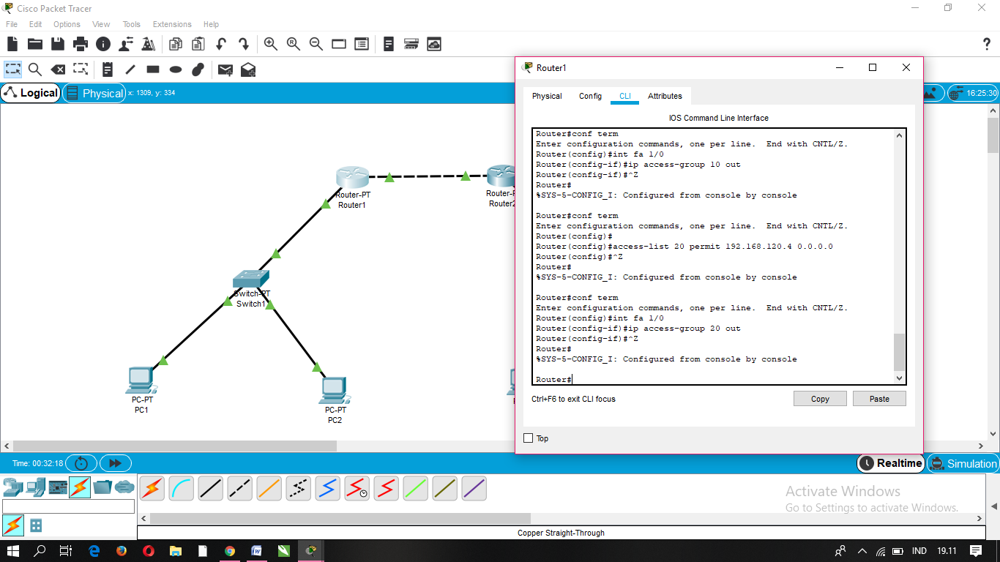 Cisco Packet Tracer
File Edit Options View Tools Extensions Help
Logical Physical x: 1309, y: 334
16:25:30
Router-PT
Router1
Router2
Switch-PT
Switch1
PC-PT
PC1
PC-PT
PC2
Router1
Physical Config CLI Attributes
IOS Command Line Interface
Router#conf term
Enter configuration commands, one per line. End with CNTL/Z.
Router(config)#int fa 1/0
Router(config-if)#ip access-group 10 out
Router(config-if)#^Z
Router#
%SYS-5-CONFIG_I: Configured from console by console
Router#conf term
Enter configuration commands, one per line. End with CNTL/Z.
Router(config)#
Router(config)#access-list 20 permit 192.168.120.4 0.0.0.0
Router(config)#^Z
Router#
%SYS-5-CONFIG_I: Configured from console by console
Router#conf term
Enter configuration commands, one per line. End with CNTL/Z.
Router(config)#int fa 1/0
Router(config-if)#ip access-group 20 out
Router(config-if)#^Z
Router#
%SYS-5-CONFIG_I: Configured from console by console
Router#
Ctrl+F6 to exit CLI focus
Copy Paste
Top
Time: 00:32:18
Realtime Simulation
Activate Windows
Go to Settings to activate Windows.
Copper Straight-Through
IND 19.11